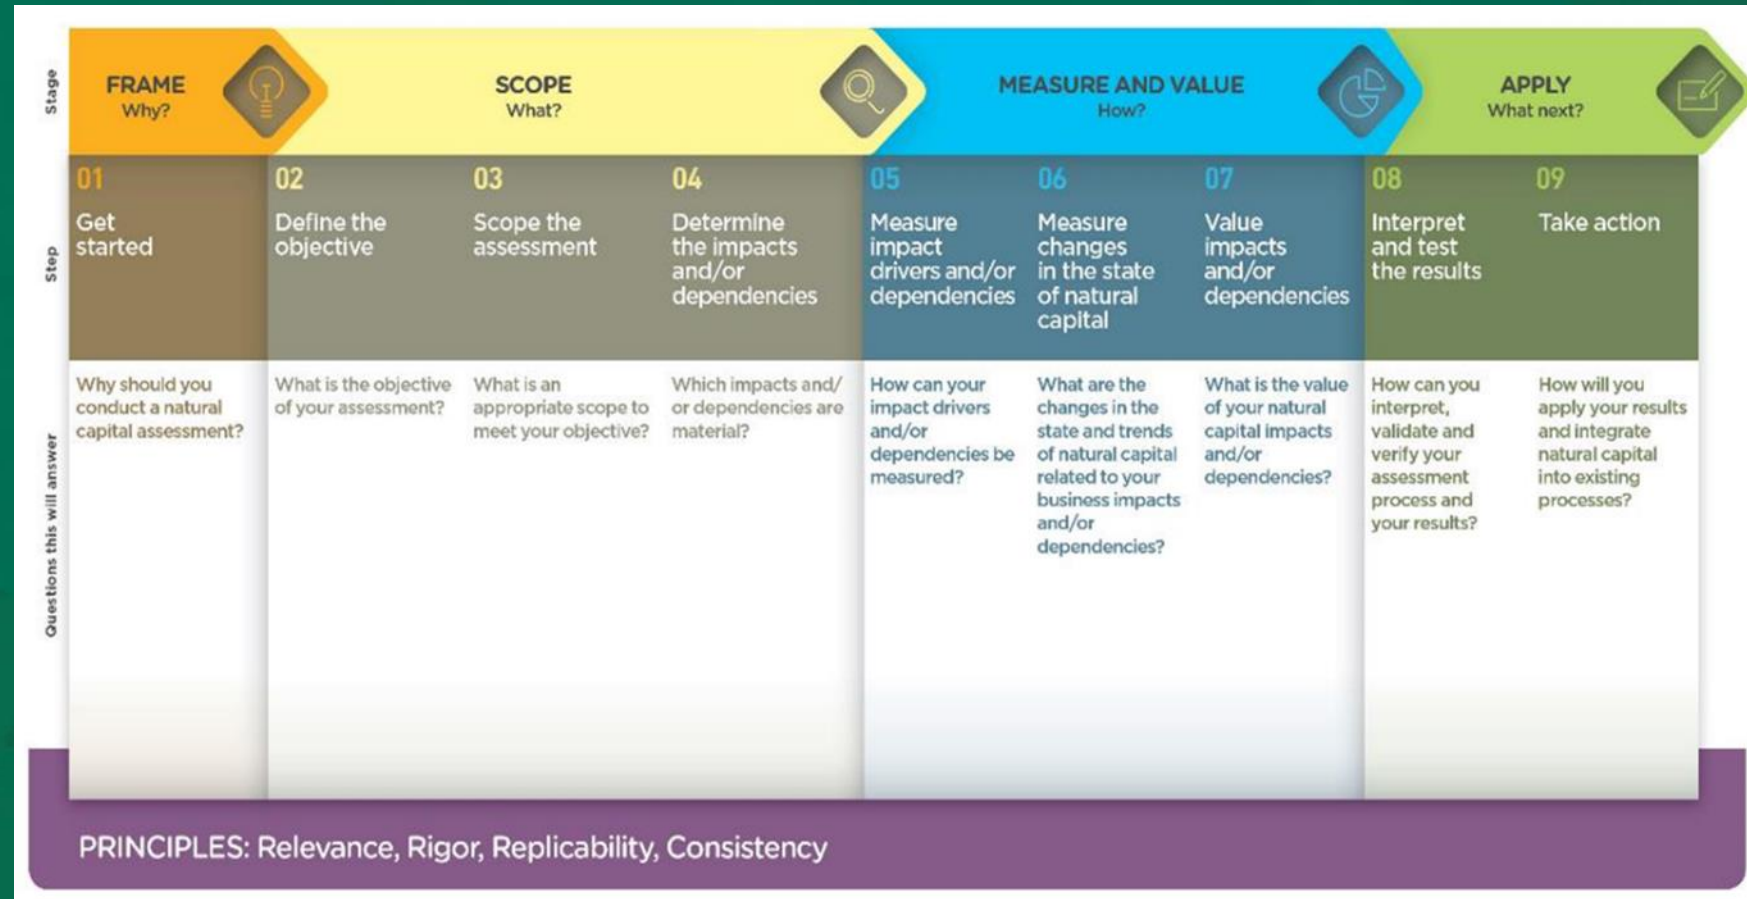 Stage
FRAME
Why?
SCOPE
What?
MEASURE AND VALUE
How?
APPLY
What next?
Step
01
Get
started
02
Define the
objective
03
Scope the
assessment
04
Determine
the impacts
and/or
dependencies
05
Measure
impact
drivers and/or
dependencies
06
Measure
changes
in the state
of natural
capital
07
Value
impacts
and/or
dependencies
08
Interpret
and test
the results
09
Take action
Questions this will answer
Why should you
conduct a natural
capital assessment?
What is the objective
of your assessment?
What is an
appropriate scope to
meet your objective?
Which impacts and/
or dependencies are
material?
How can your
impact drivers
and/or
dependencies be
measured?
What are the
changes in the
state and trends
of natural capital
related to your
business impacts
and/or
dependencies?
What is the value
of your natural
capital impacts
and/or
dependencies?
How can you
interpret,
validate and
verify your
assessment
process and
your results?
How will you
apply your results
and integrate
natural capital
into existing
processes?
PRINCIPLES: Relevance, Rigor, Replicability, Consistency